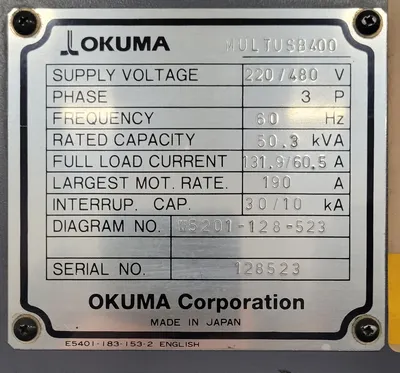 OKUMA MULTUSB400
SUPPLY VOLTAGE 220/480 V
PHASE 3 P
FREQUENCY 60 Hz
RATED CAPACITY 50.3 kVA
FULL LOAD CURRENT 131.9/60.5 A
LARGEST MOT. RATE. 190 A
INTERRUP. CAP. 30/10 kA
DIAGRAM NO. E5201-128-523
SERIAL NO. 128523
OKUMA Corporation
MADE IN JAPAN
E5401-183-153-2 ENGLISH